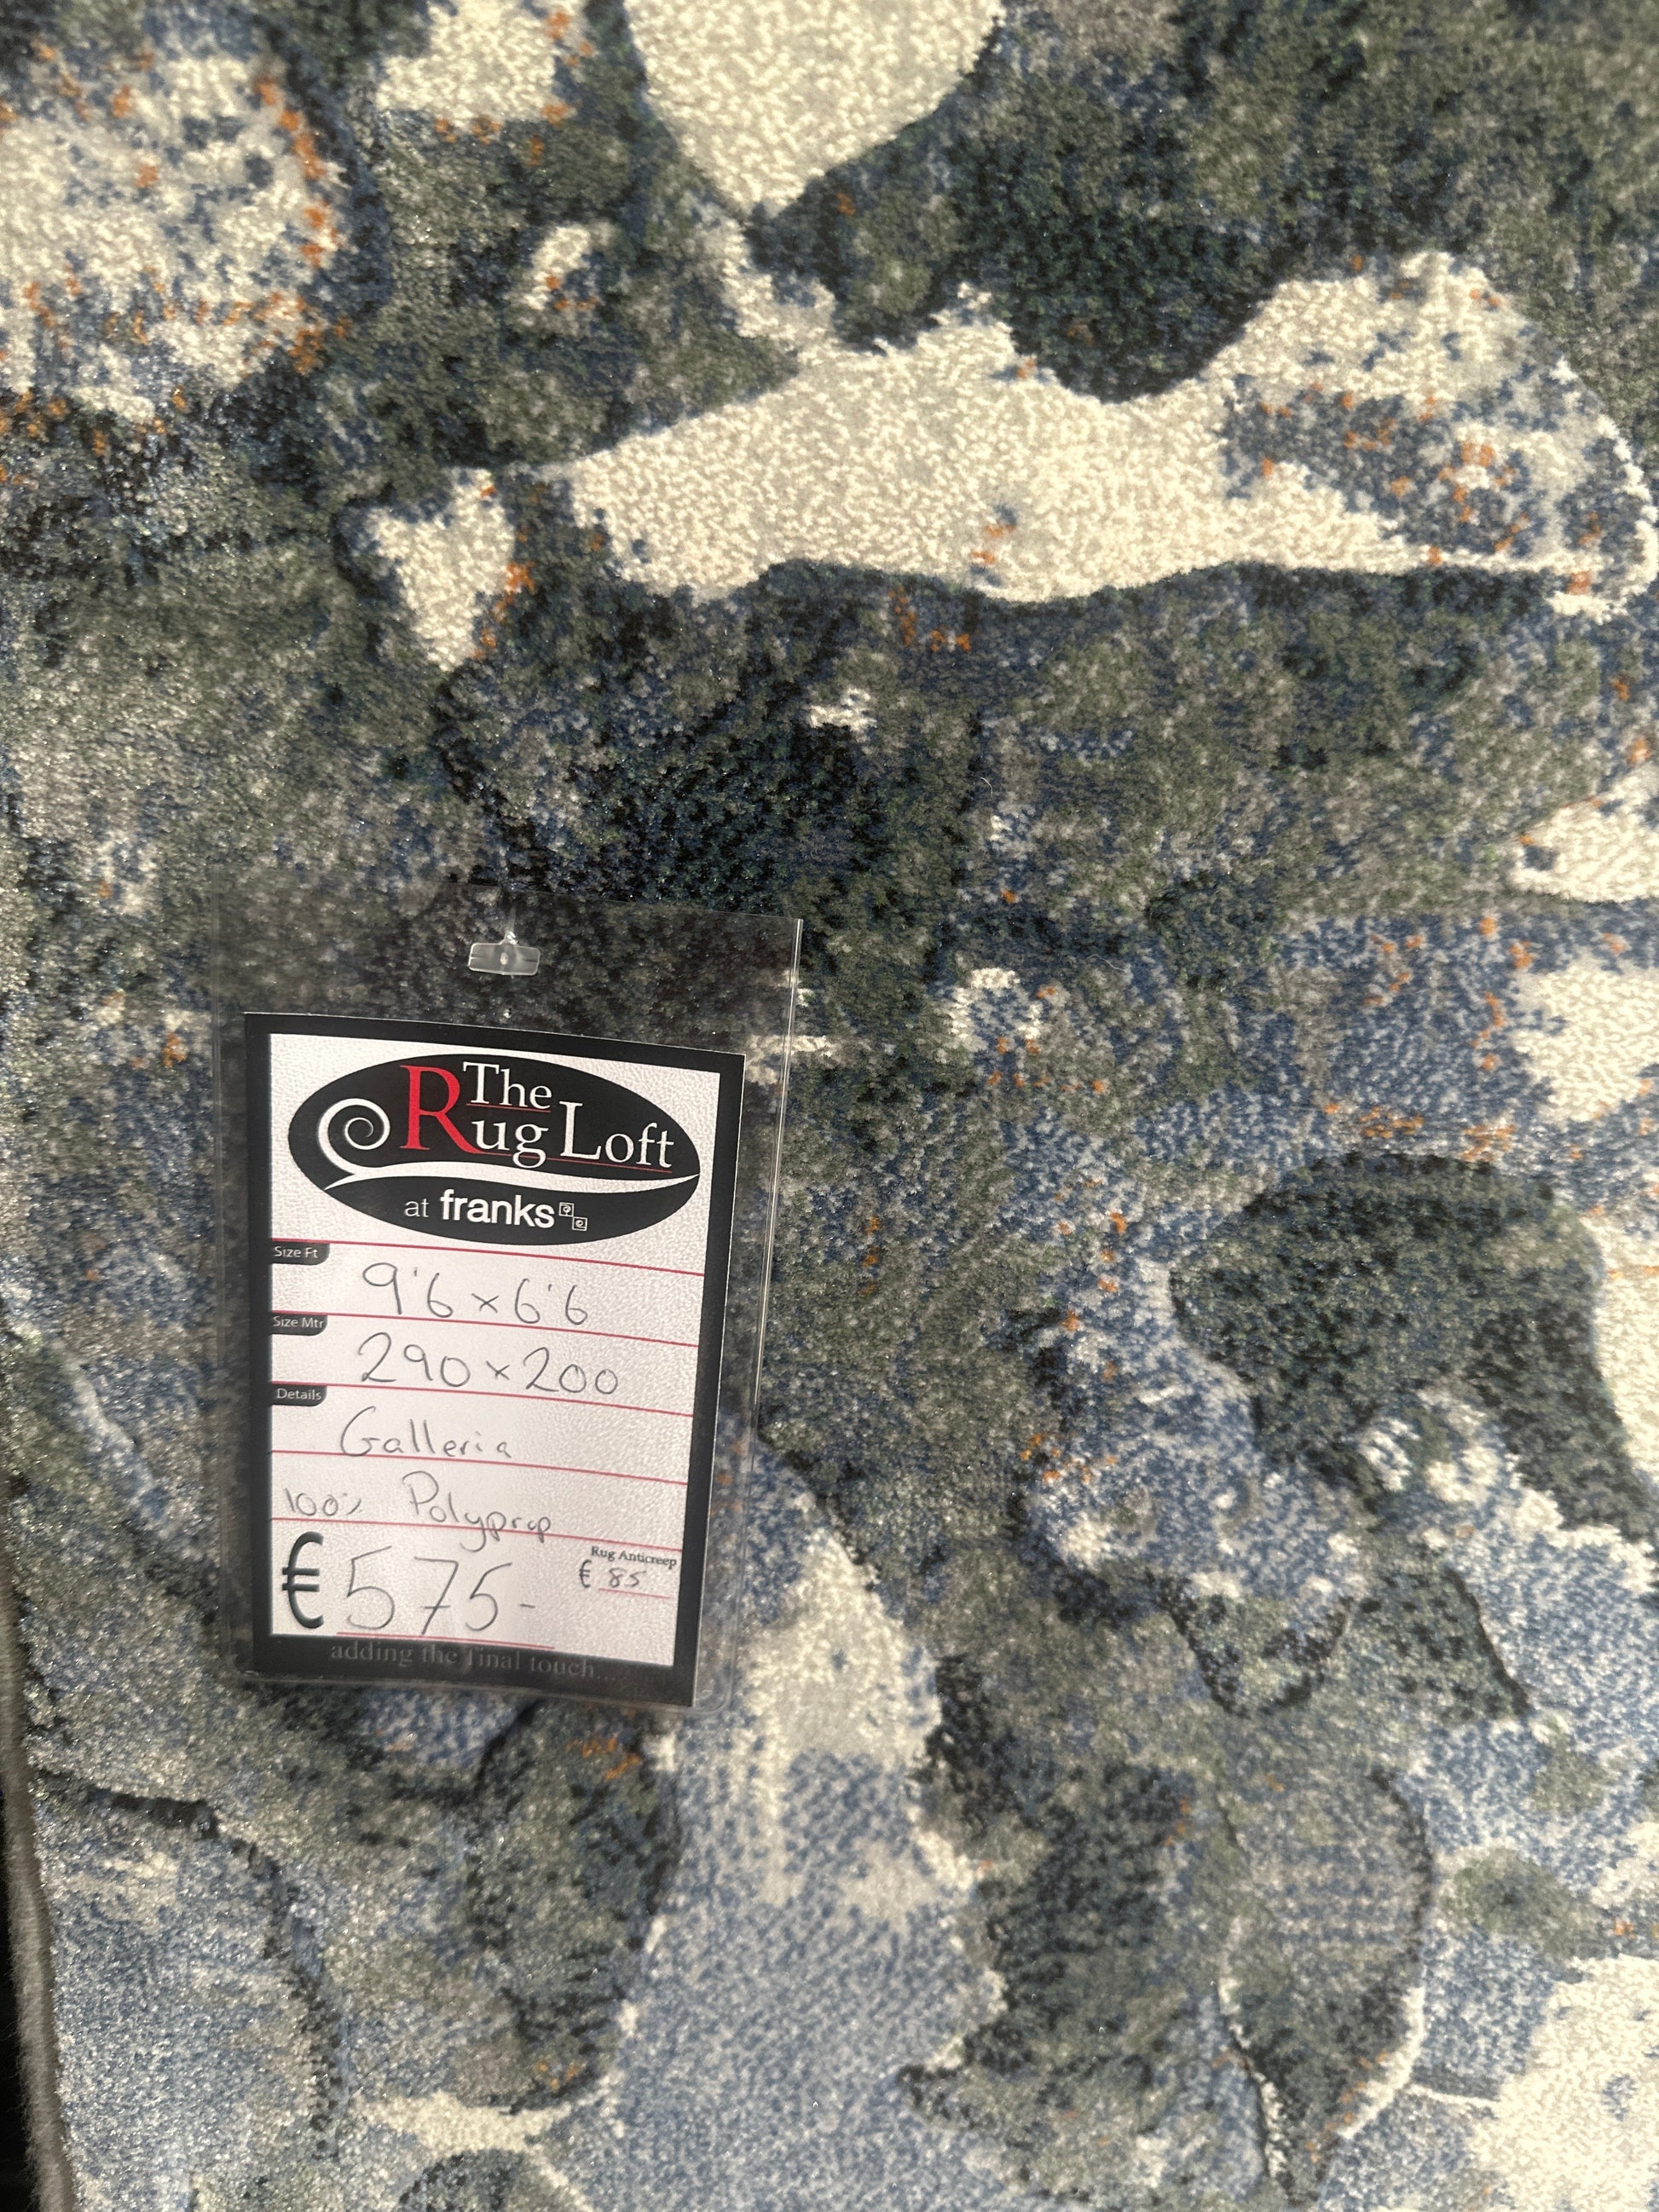 The
Rug Loft
at franks
Size Ft
9'6 x 6'6
Size Mtr
290 x 200
Details
Galleria
100% Polyprop
Rug Anticreep
€ 575-
€ 85
adding the final touch....